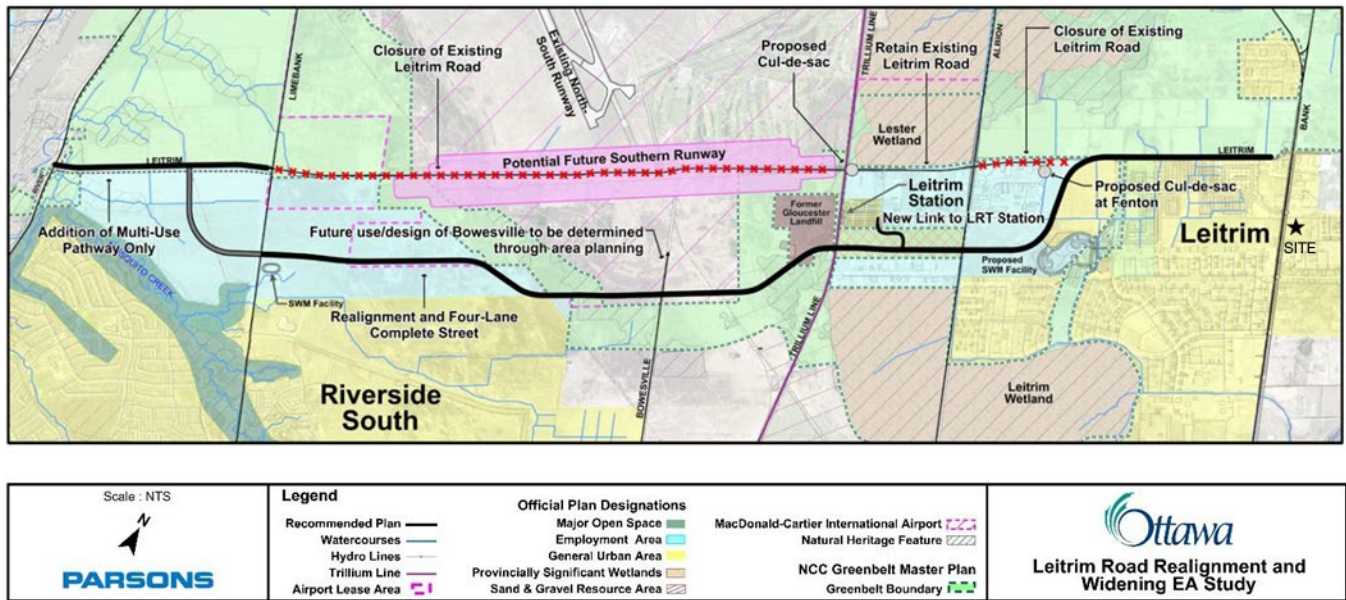 Closure of Existing
Leitrim Road
Existing North-
South Runway
Proposed
Cul-de-sac
TRILLIUM LINE
Retain Existing
Leitrim Road
ALBION
Closure of Existing
Leitrim Road
LIMEBANK
BANK
Lester
Wetland
LEITRIM
Potential Future Southern Runway
LEITRIM
RIVER
Leitrim
Station
Proposed Cul-de-sac
at Fenton
Former
Gloucester
Landfill
New Link to LRT Station
Addition of Multi-Use
Pathway Only
Future use/design of Bowesville to be determined
through area planning
Leitrim
SITE
MOSQUITO CREEK
Proposed
SWM Facility
SWM Facility
Realignment and Four-Lane
Complete Street
TRILLIUM LINE
Riverside
South
BOWESVILLE
Leitrim
Wetland
Scale : NTS
N
PARSONS
Legend
Recommended Plan
Watercourses
Hydro Lines
Trillium Line
Airport Lease Area
Official Plan Designations
Major Open Space
Employment Area
General Urban Area
Provincially Significant Wetlands
Sand & Gravel Resource Area
MacDonald-Cartier International Airport
Natural Heritage Feature
NCC Greenbelt Master Plan
Greenbelt Boundary
Ottawa
Leitrim Road Realignment and
Widening EA Study